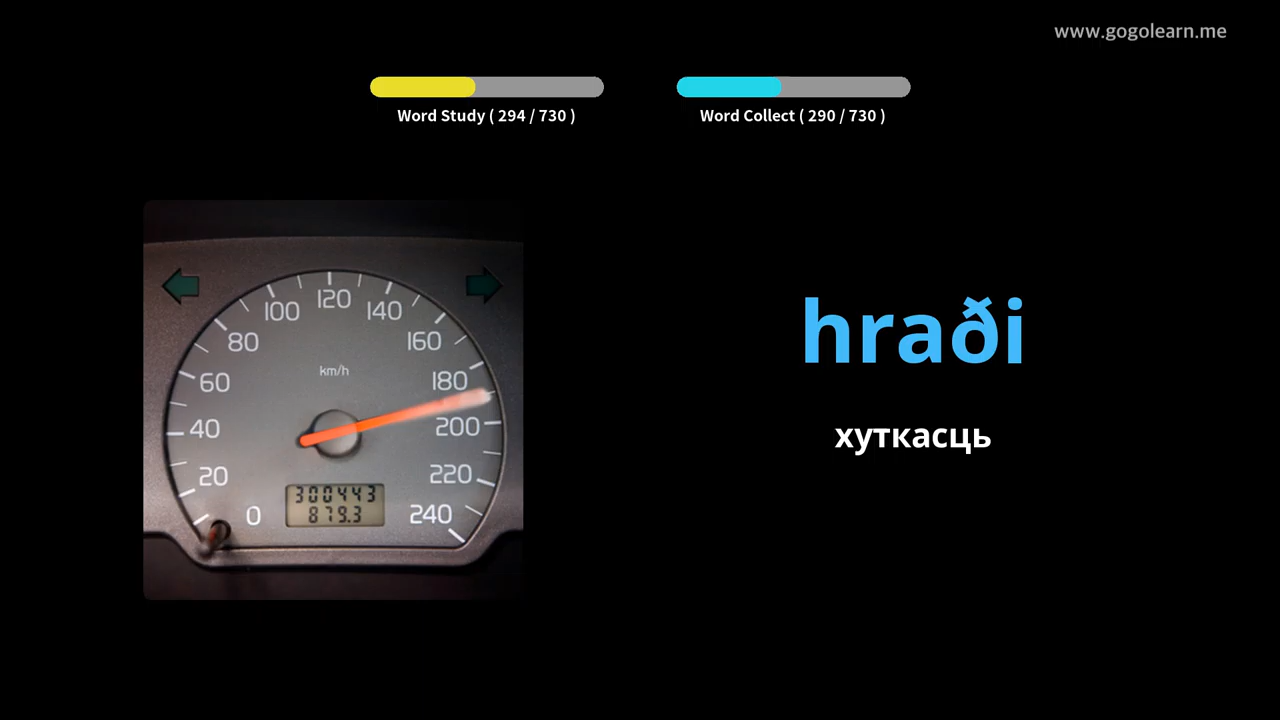 www.gogolearn.me
Word Study ( 294 / 730 )
Word Collect ( 290 / 730 )
hraði
хуткасць
0
20
40
60
80
100
120
140
160
180
200
220
240
km/h
300443
879.3